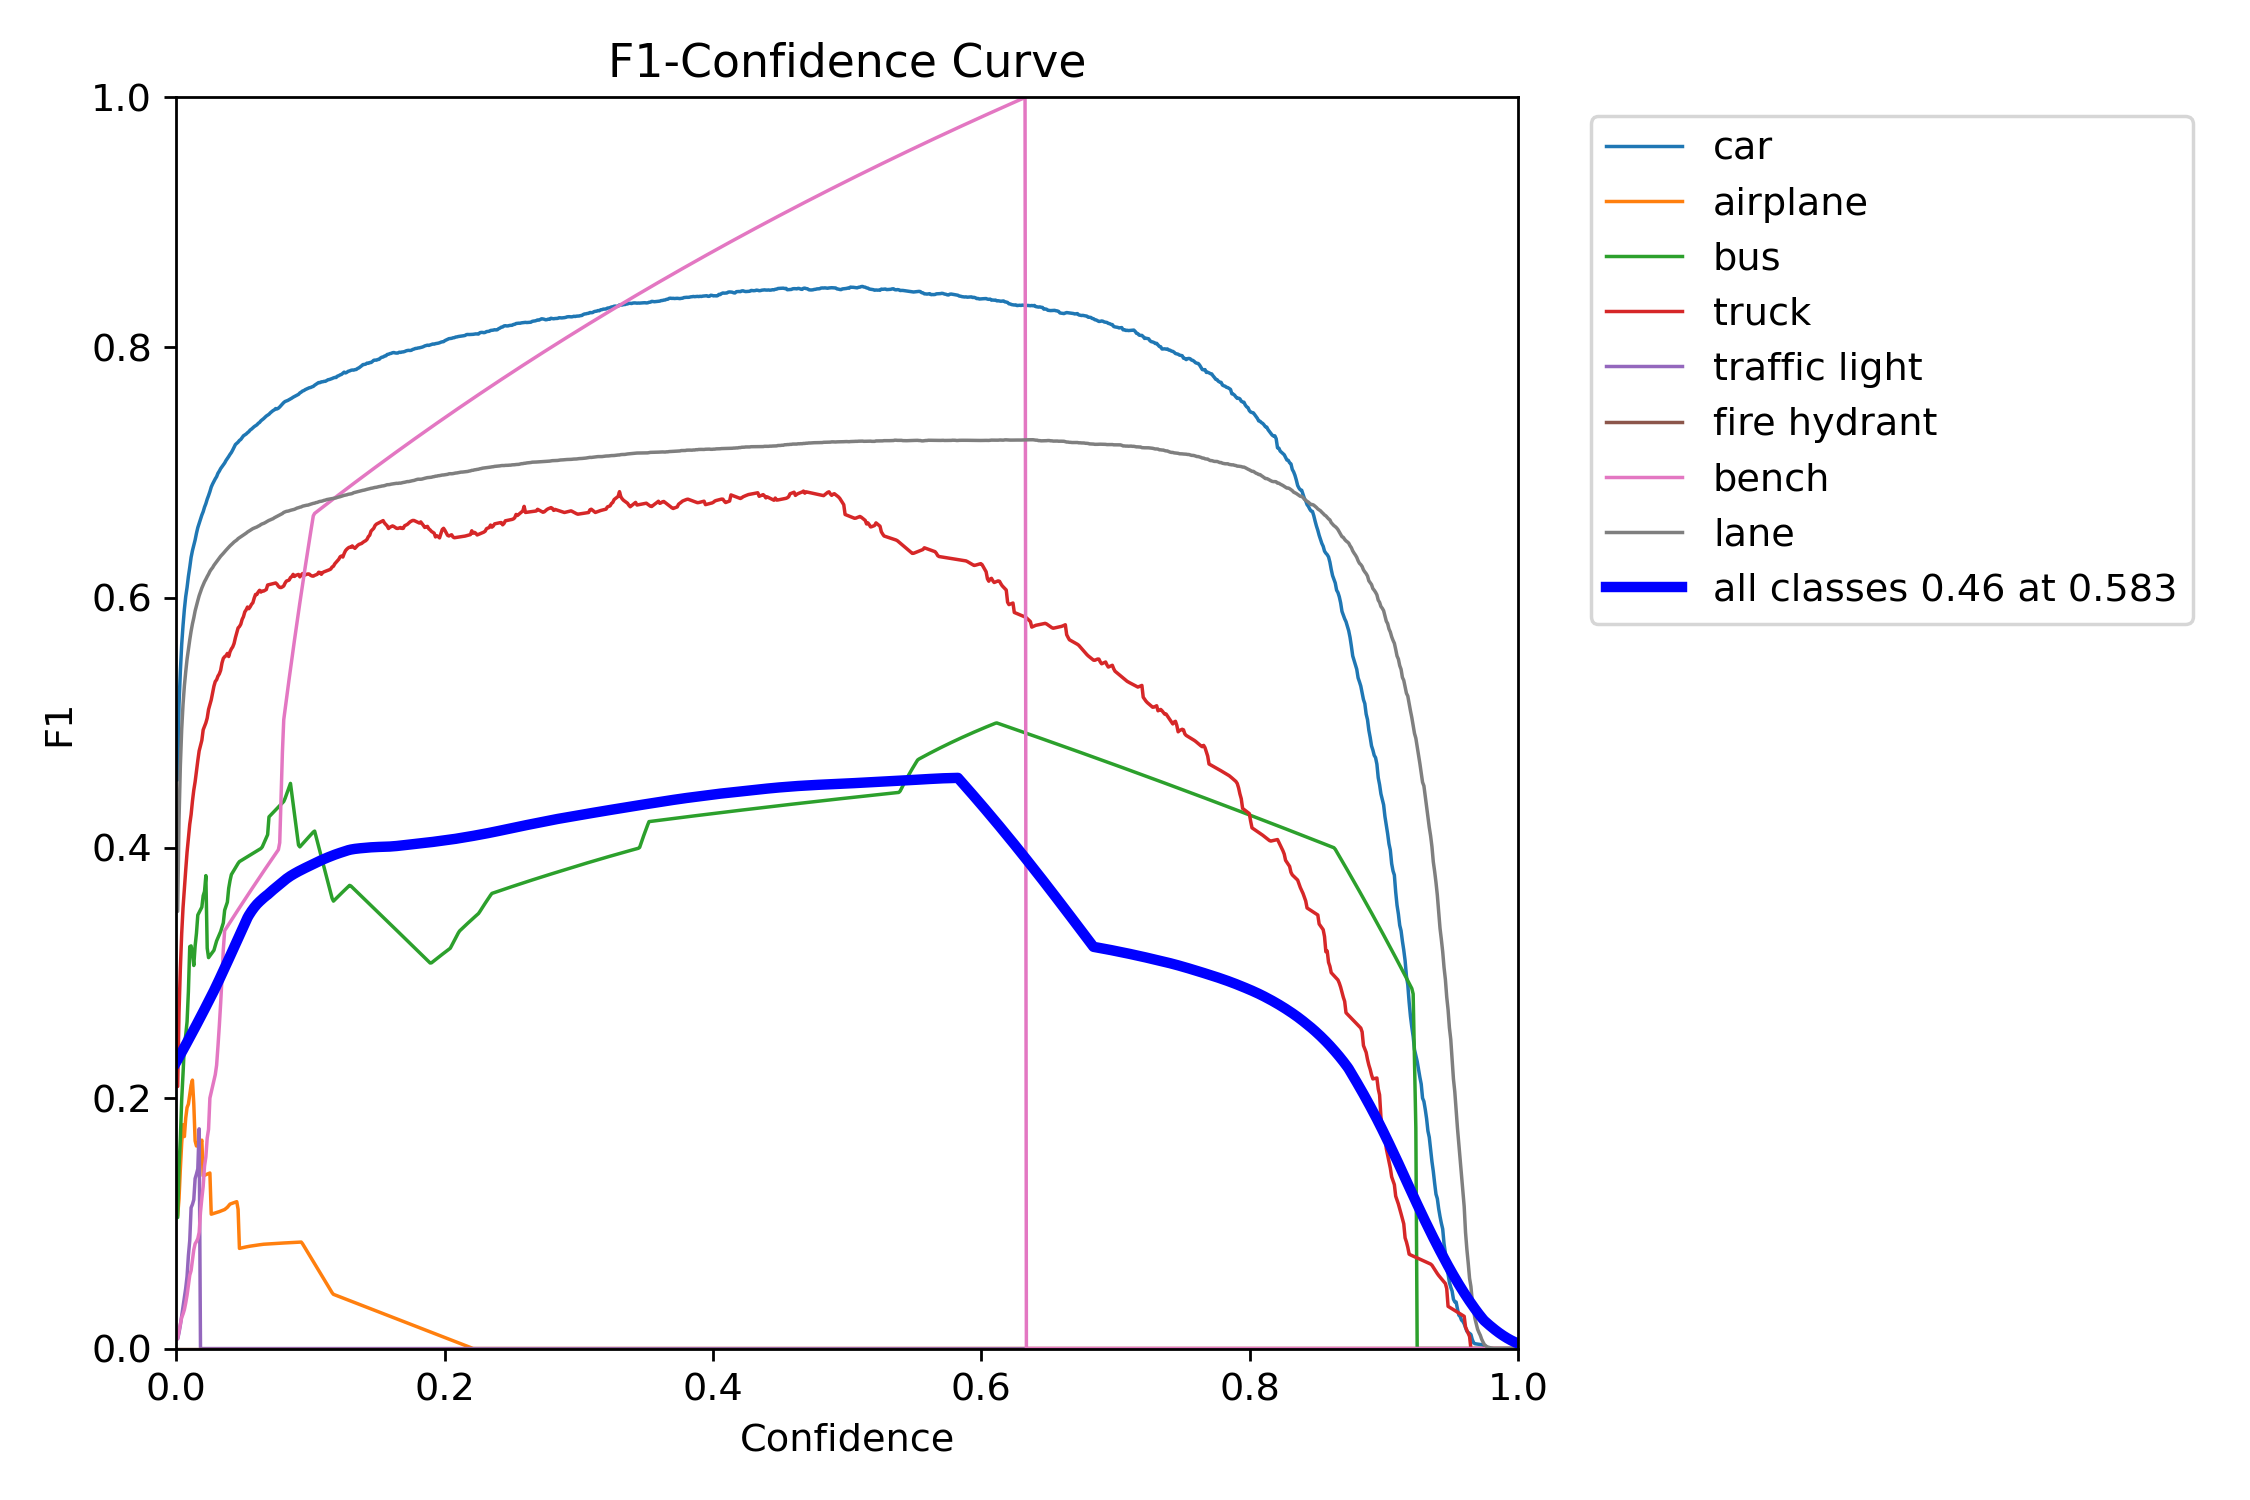 F1-Confidence Curve
1.0
0.8
0.6
0.4
0.2
0.0
F1
0.0 0.2 0.4 0.6 0.8 1.0
Confidence
car
airplane
bus
truck
traffic light
fire hydrant
bench
lane
all classes 0.46 at 0.583